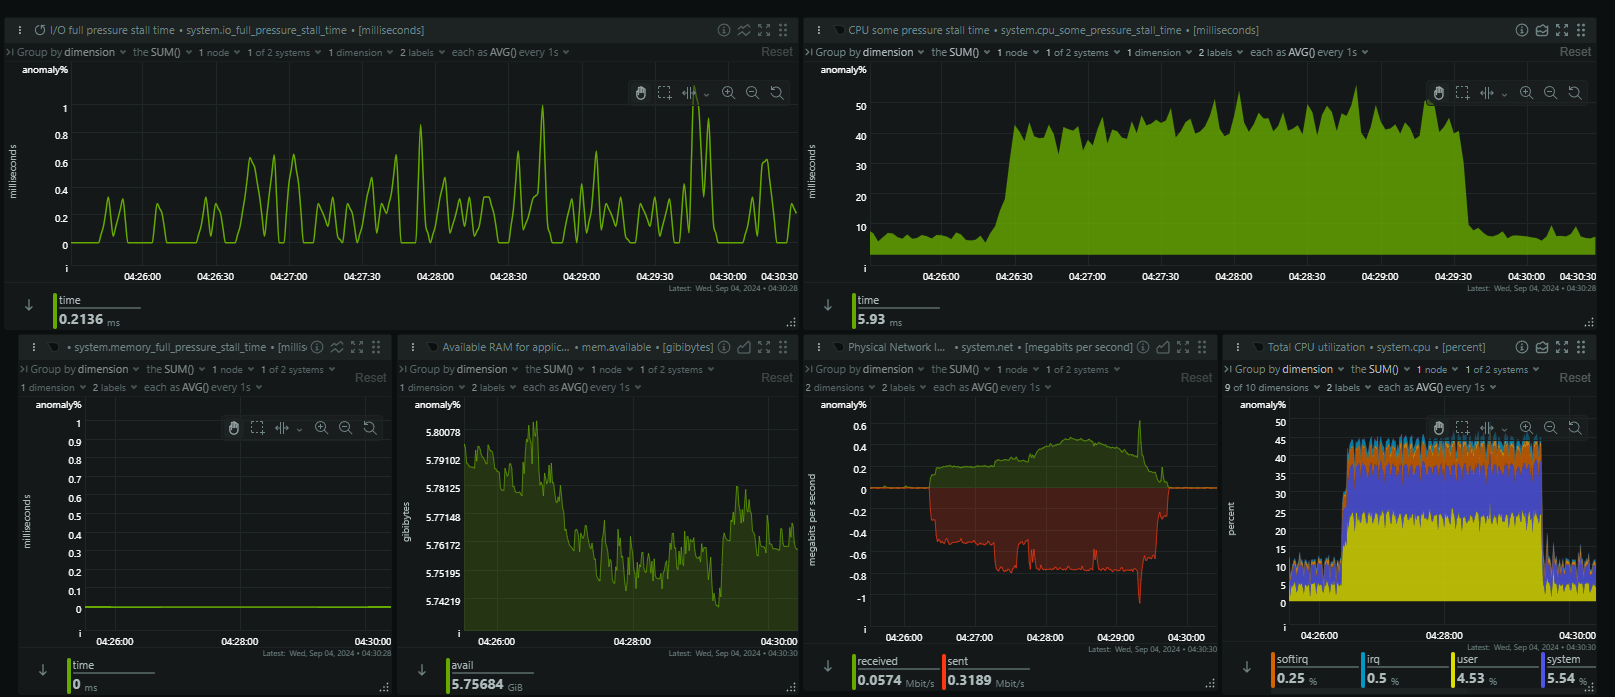 I/O full pressure stall time • system.io_full_pressure_stall_time • [milliseconds]
Group by dimension the SUM() 1 node 1 of 2 systems 1 dimension 2 labels each as AVG() every 1s Reset
anomaly%
1
0.8
0.6
0.4
0.2
0
milliseconds
04:26:00 04:26:30 04:27:00 04:27:30 04:28:00 04:28:30 04:29:00 04:29:30 04:30:00 04:30:30
Latest: Wed, Sep 04, 2024 • 04:30:28
time
0.2136 ms
CPU some pressure stall time • system.cpu_some_pressure_stall_time • [milliseconds]
Group by dimension the SUM() 1 node 1 of 2 systems 1 dimension 2 labels each as AVG() every 1s Reset
anomaly%
50
40
30
20
10
milliseconds
04:26:00 04:26:30 04:27:00 04:27:30 04:28:00 04:28:30 04:29:00 04:29:30 04:30:00 04:30:30
Latest: Wed, Sep 04, 2024 • 04:30:28
time
5.93 ms
• system.memory_full_pressure_stall_time • [millis
Group by dimension the SUM() 1 node 1 of 2 systems
1 dimension 2 labels each as AVG() every 1s Reset
anomaly%
1
0.9
0.8
0.7
0.6
0.5
0.4
0.3
0.2
0.1
0
milliseconds
04:26:00 04:28:00 04:30:00
Latest: Wed, Sep 04, 2024 • 04:30:28
time
0 ms
Available RAM for applic... • mem.available • [gibibytes]
Group by dimension the SUM() 1 node 1 of 2 systems
1 dimension 2 labels each as AVG() every 1s Reset
anomaly%
5.80078
5.79102
5.78125
5.77148
5.76172
5.75195
5.74219
gibibytes
04:26:00 04:28:00 04:30:00
Latest: Wed, Sep 04, 2024 • 04:30:30
avail
5.75684 GiB
Physical Network I... • system.net • [megabits per second]
Group by dimension the SUM() 1 node 1 of 2 systems
2 dimensions 2 labels each as AVG() every 1s Reset
anomaly%
0.6
0.4
0.2
0
-0.2
-0.4
-0.6
-0.8
-1
megabits per second
04:26:00 04:27:00 04:28:00 04:29:00 04:30:00
Latest: Wed, Sep 04, 2024 • 04:30:30
received
0.0574 Mbit/s
sent
0.3189 Mbit/s
Total CPU utilization • system.cpu • [percent]
Group by dimension the SUM() 1 node 1 of 2 systems
9 of 10 dimensions 2 labels each as AVG() every 1s Reset
anomaly%
50
45
40
35
30
25
20
15
10
5
0
percent
04:26:00 04:28:00 04:30:00
Latest: Wed, Sep 04, 2024 • 04:30:30
softirq
0.25 %
irq
0.5 %
user
4.53 %
system
5.54 %